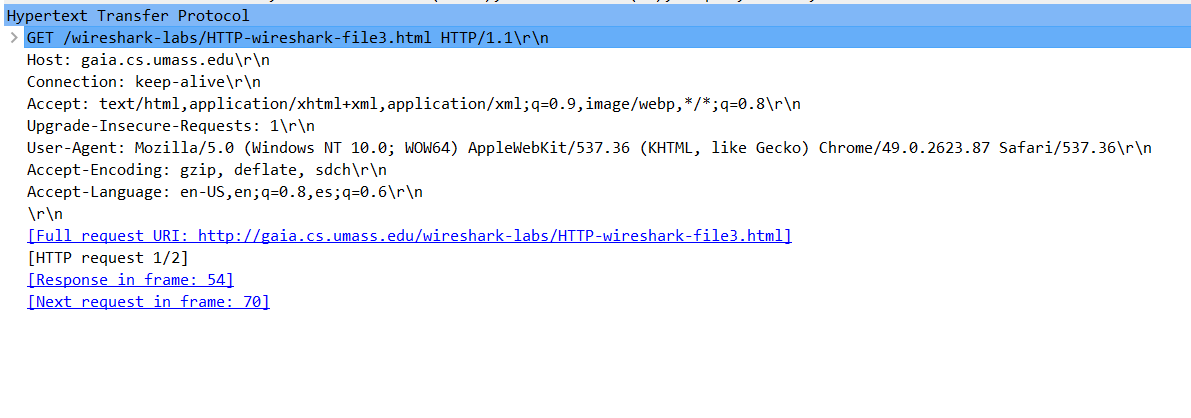 Hypertext Transfer Protocol
GET /wireshark-labs/HTTP-wireshark-file3.html HTTP/1.1\r\n
Host: gaia.cs.umass.edu\r\n
Connection: keep-alive\r\n
Accept: text/html,application/xhtml+xml,application/xml;q=0.9,image/webp,*/*;q=0.8\r\n
Upgrade-Insecure-Requests: 1\r\n
User-Agent: Mozilla/5.0 (Windows NT 10.0; WOW64) AppleWebKit/537.36 (KHTML, like Gecko) Chrome/49.0.2623.87 Safari/537.36\r\n
Accept-Encoding: gzip, deflate, sdch\r\n
Accept-Language: en-US,en;q=0.8,es;q=0.6\r\n
\r\n
[Full request URI: http://gaia.cs.umass.edu/wireshark-labs/HTTP-wireshark-file3.html]
[HTTP request 1/2]
[Response in frame: 54]
[Next request in frame: 70]